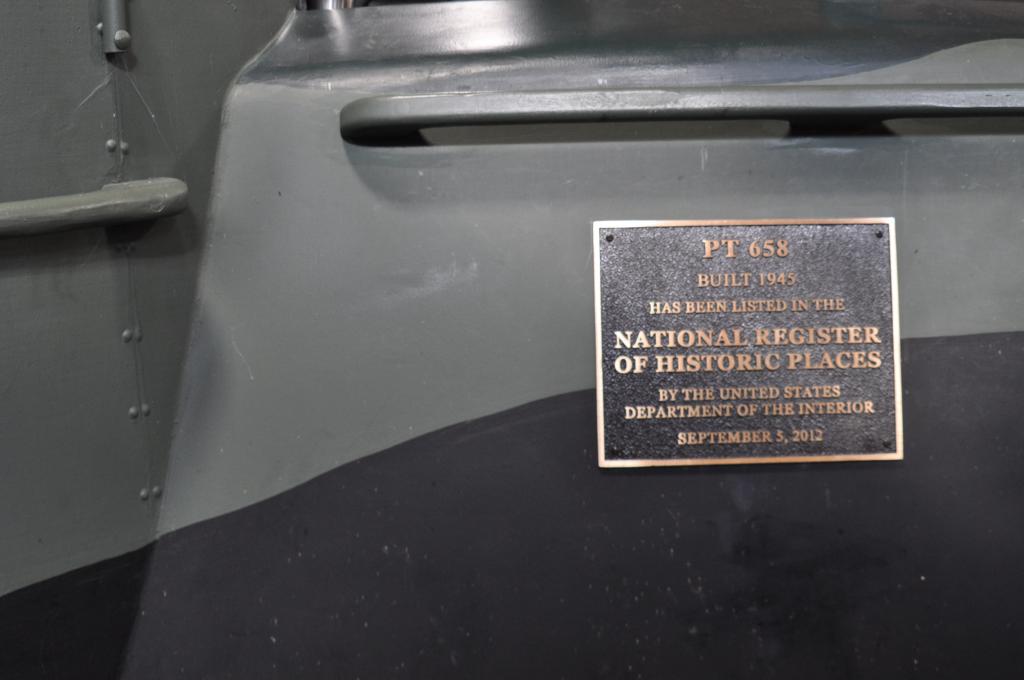 PT 658
BUILT 1945
HAS BEEN LISTED IN THE
NATIONAL REGISTER
OF HISTORIC PLACES
BY THE UNITED STATES
DEPARTMENT OF THE INTERIOR
SEPTEMBER 5, 2012